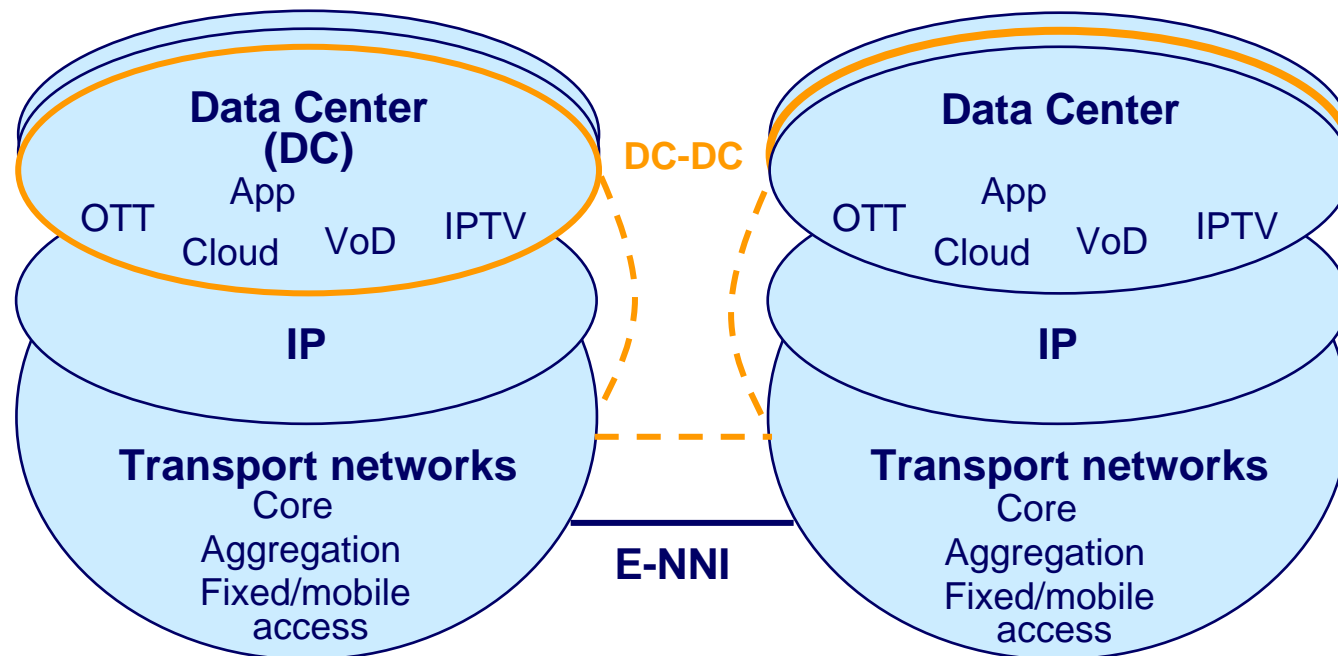 Data Center
(DC)
App
OTT
IPTV
VoD
Cloud
IP
Transport networks
Core
Aggregation
Fixed/mobile
access
DC-DC
E-NNI
Data Center
App
OTT
IPTV
VoD
Cloud
IP
Transport networks
Core
Aggregation
Fixed/mobile
access